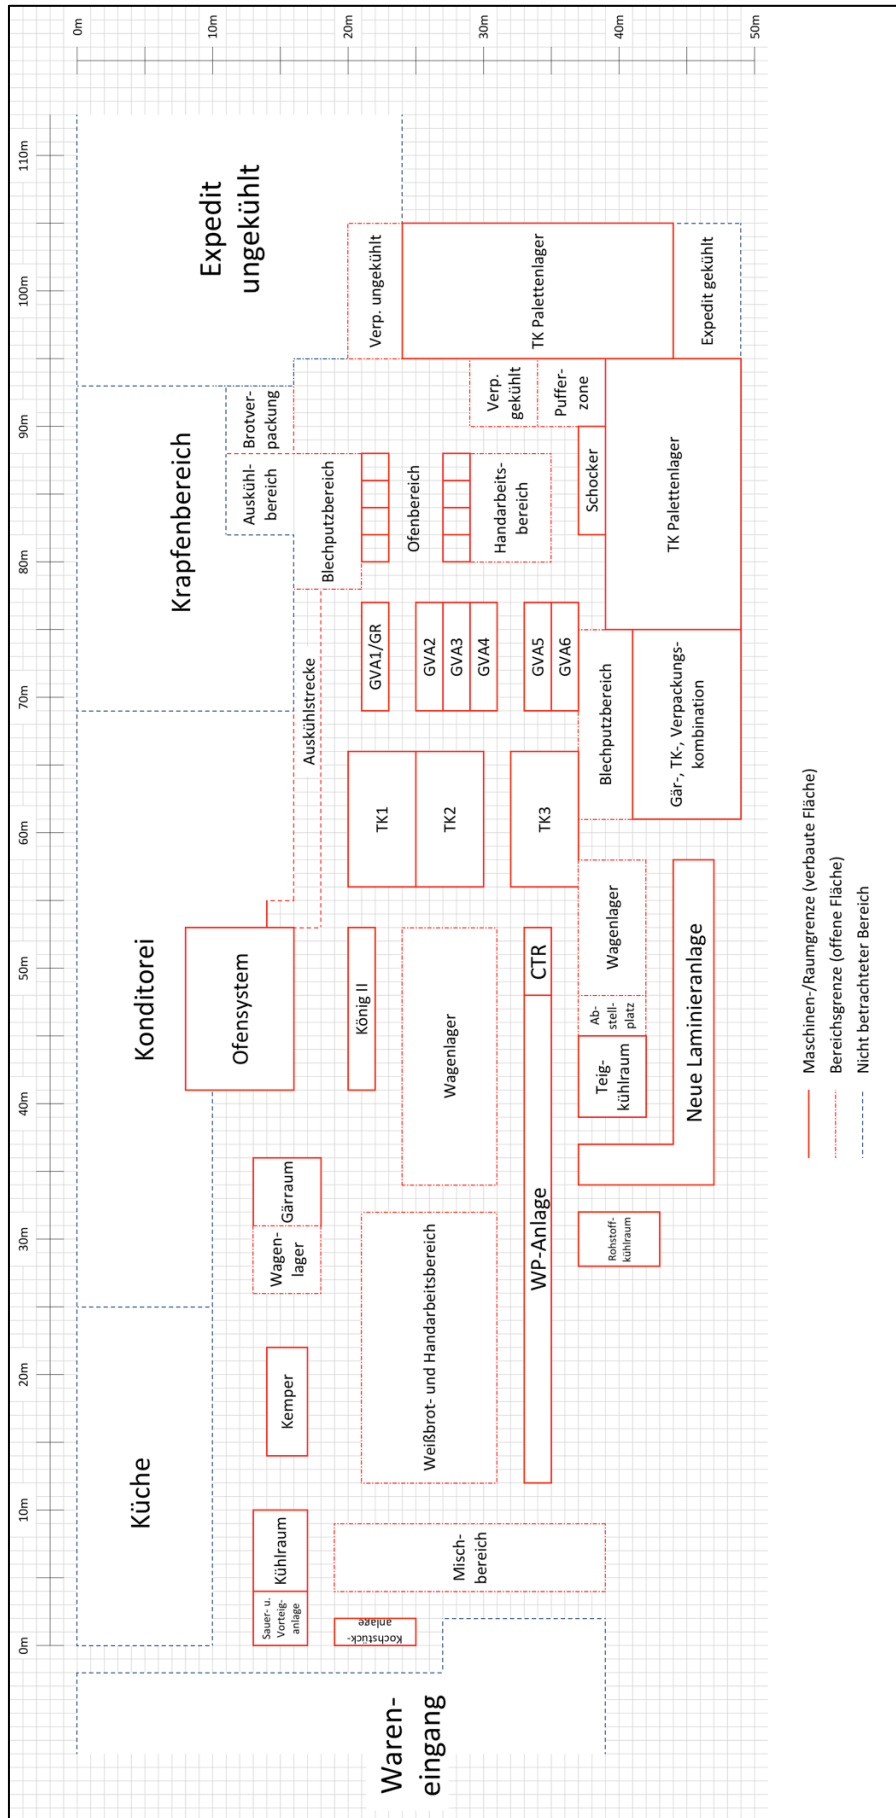 0m
10m
20m
30m
40m
50m
60m
70m
80m
90m
100m
110m
0m
10m
20m
30m
40m
50m
Küche
Konditorei
Krapfenbereich
Expedit
ungekühlt
Waren-
eingang
Sauer- u.
Vorteig-
anlage
Kühlraum
Kemper
Wagen-
lager
Gärraum
Ofensystem
Auskühlstrecke
Auskühl-
bereich
Brotver-
packung
Blechputzbereich
Verp. ungekühlt
Kochstück-
anlage
Misch-
bereich
Weißbrot- und Handarbeitsbereich
Wagenlager
König II
TK1
TK2
TK3
GVA1/GR
GVA2
GVA3
GVA4
GVA5
GVA6
Ofenbereich
Handarbeits-
bereich
Verp.
gekühlt
Puffer-
zone
Schocker
TK Palettenlager
TK Palettenlager
Expedit gekühlt
WP-Anlage
CTR
Rohstoff-
kühlraum
Teig-
kühlraum
Ab-
stell-
platz
Wagenlager
Blechputzbereich
Gär-, TK-, Verpackungs-
kombination
Neue Laminieranlage
Maschinen-/Raumgrenze (verbaute Fläche)
Bereichsgrenze (offene Fläche)
Nicht betrachteter Bereich